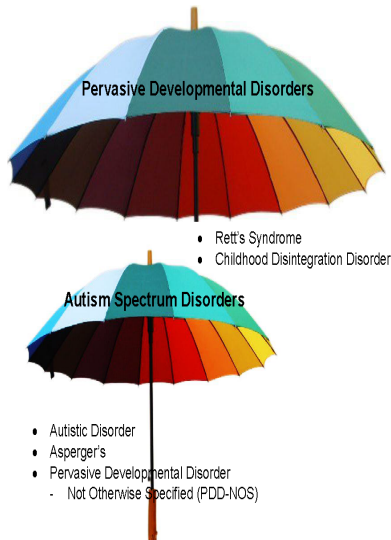 Pervasive Developmental Disorders
• Rett's Syndrome
• Childhood Disintegration Disorder
Autism Spectrum Disorders
• Autistic Disorder
• Asperger's
• Pervasive Developmental Disorder
- Not Otherwise Specified (PDD-NOS)